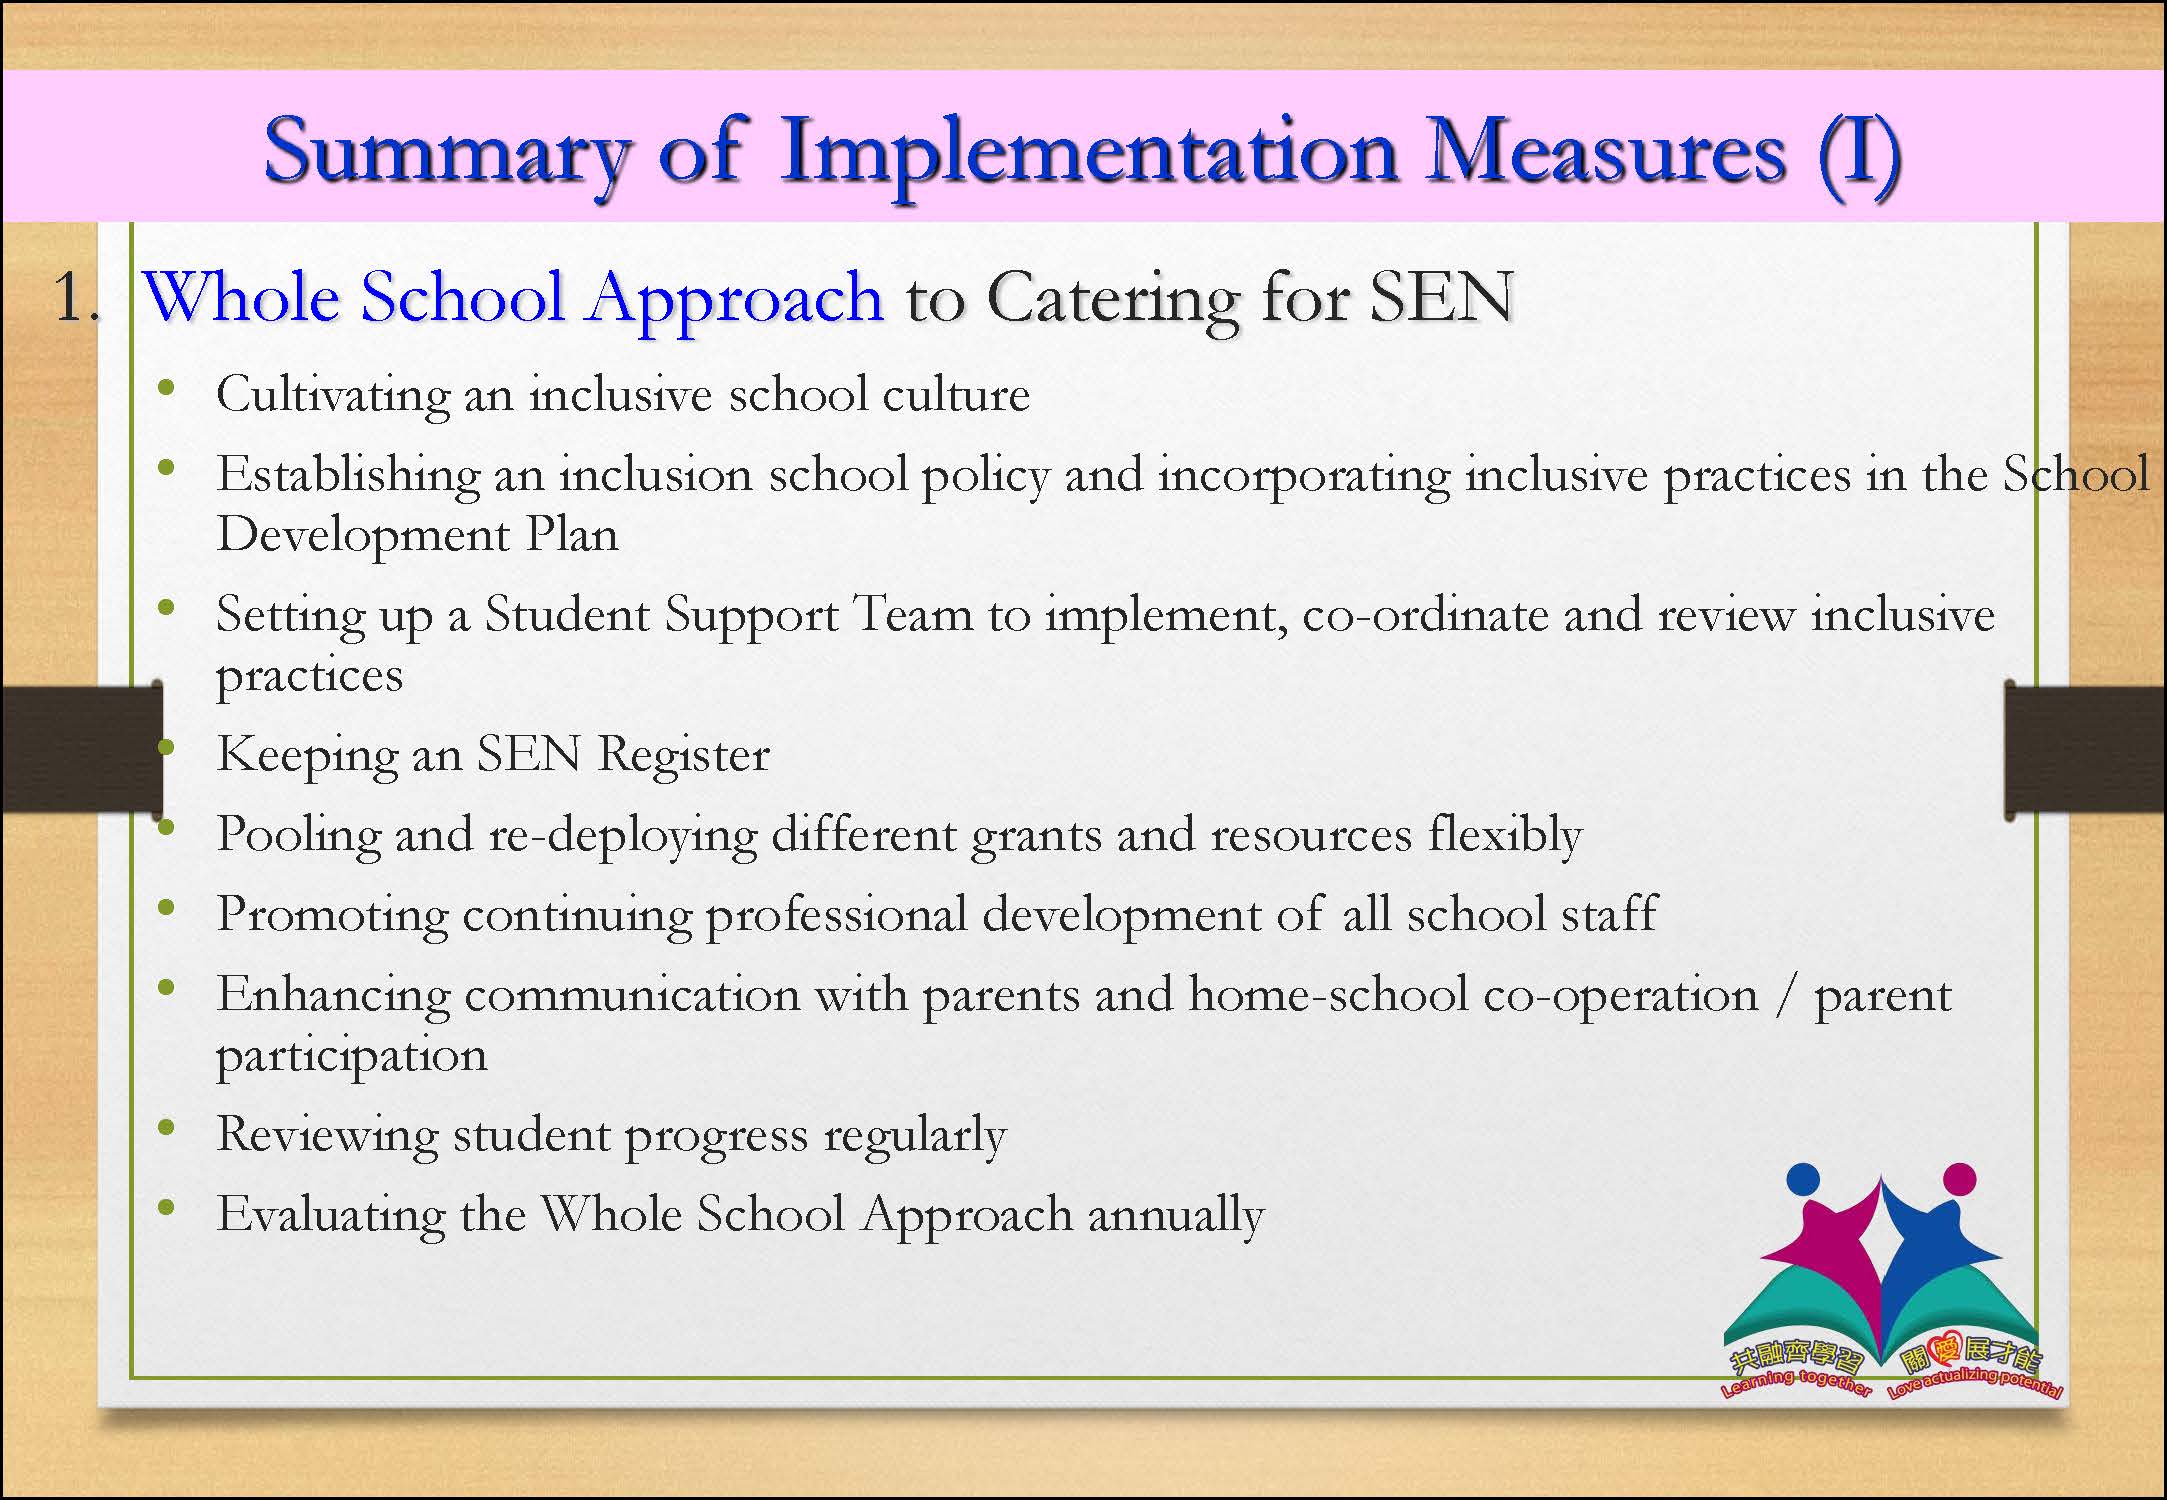 Summary of Implementation Measures (I)
1. Whole School Approach to Catering for SEN
• Cultivating an inclusive school culture
• Establishing an inclusion school policy and incorporating inclusive practices in the School
Development Plan
• Setting up a Student Support Team to implement, co-ordinate and review inclusive
practices
• Keeping an SEN Register
• Pooling and re-deploying different grants and resources flexibly
• Promoting continuing professional development of all school staff
• Enhancing communication with parents and home-school co-operation / parent
participation
• Reviewing student progress regularly
• Evaluating the Whole School Approach annually
共融齊學習
Learning together
關愛展才能
Love actualizing potential